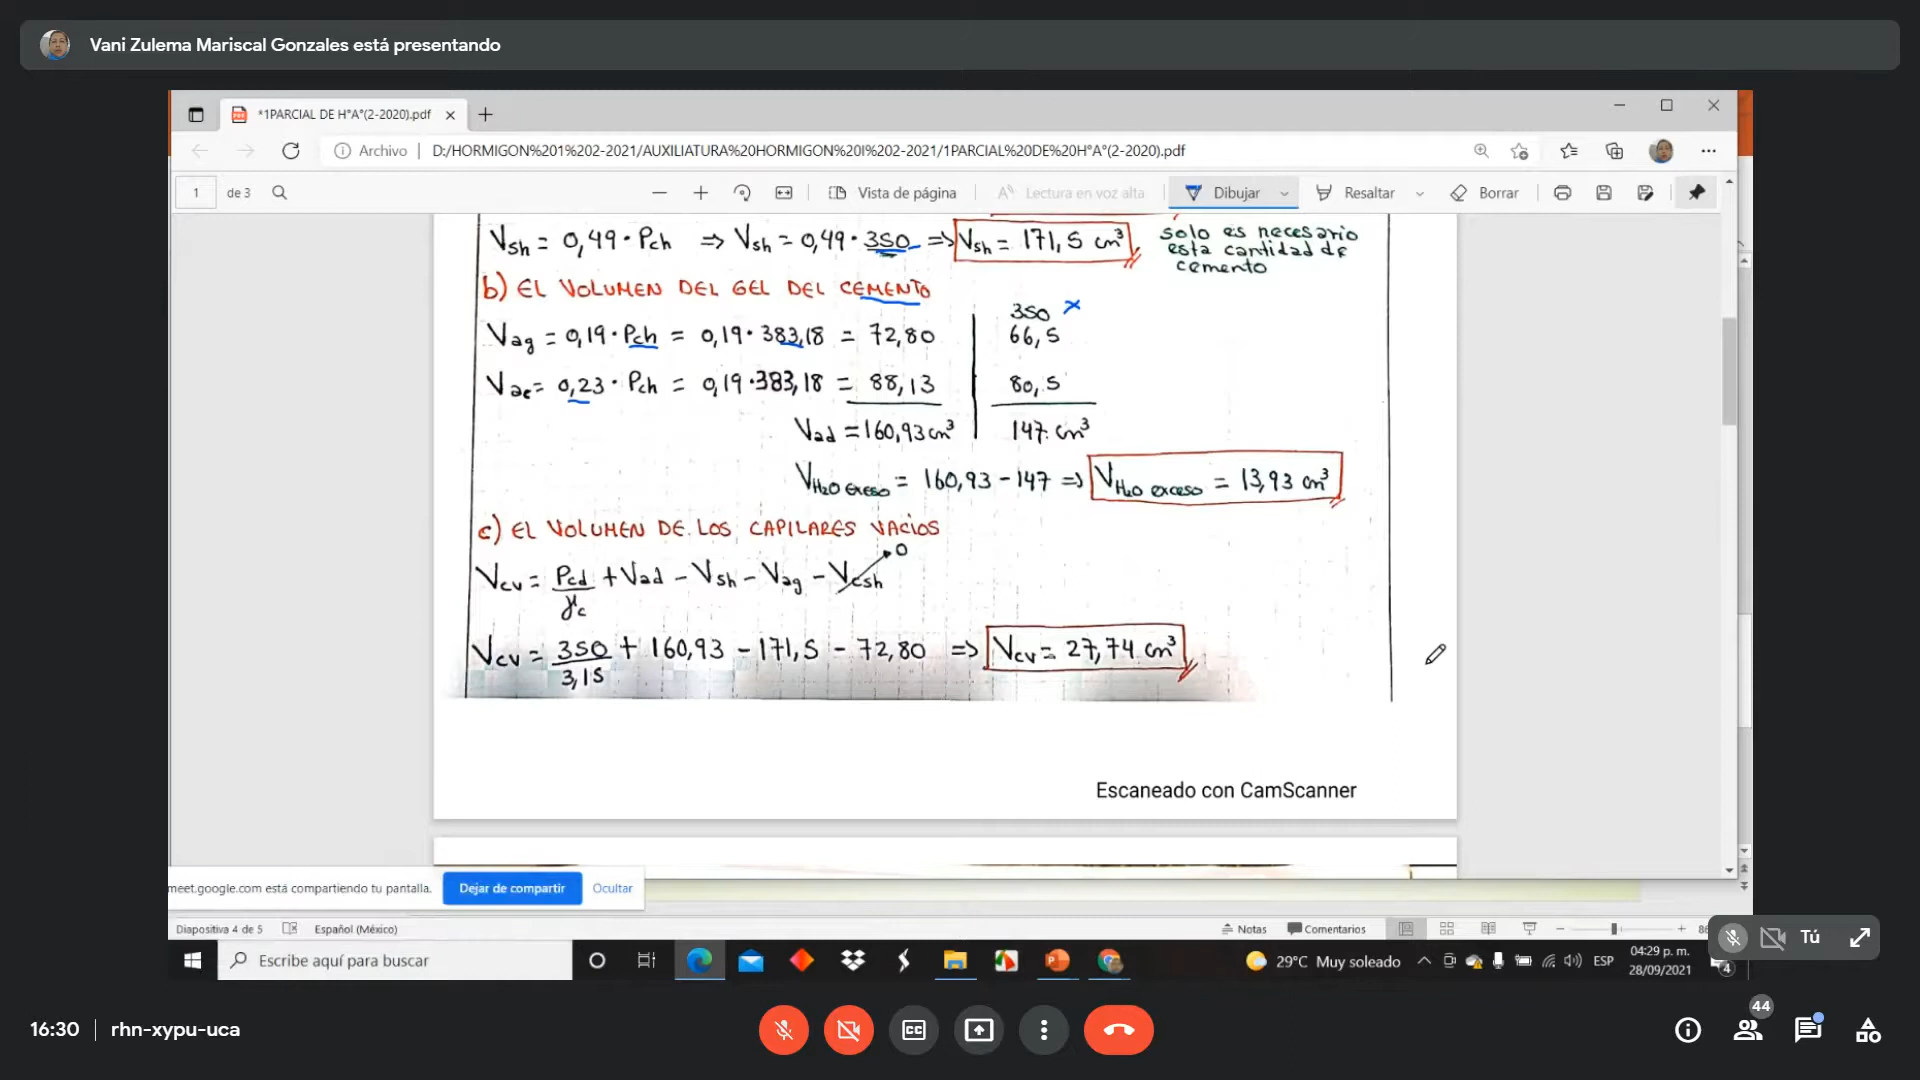 Vani Zulema Mariscal Gonzales está presentando
*1PARCIAL DE H°A°(2-2020).pdf
Archivo | D:/HORMIGON%201%202-2021/AUXILIATURA%20HORMIGON%20I%202-2021/1PARCIAL%20DE%20H°A°(2-2020).pdf
1 de 3 Vista de página Lectura en voz alta Dibujar Resaltar Borrar
Vsh = 0,49 · Pch ⇒ Vsh = 0,49 · 350 ⇒ Vsh = 171,5 cm³
solo es necesario
esta cantidad de
cemento
b) EL VOLUMEN DEL GEL DEL CEMENTO
350 x
Vag = 0,19 · Pch = 0,19 · 383,18 = 72,80 | 66,5
Vac = 0,23 · Pch = 0,19 · 383,18 = 88,13 | 80,5
Vad = 160,93 cm³ | 147 cm³
VH2O exceso = 160,93 - 147 ⇒ VH2O exceso = 13,93 cm³
c) EL VOLUMEN DE LOS CAPILARES VACIOS
0
Vcv = Pcd/γc + Vad - Vsh - Vag - Vcsh
Vcv = 350/3,15 + 160,93 - 171,5 - 72,80 ⇒ Vcv = 27,74 cm³
Escaneado con CamScanner
meet.google.com está compartiendo tu pantalla. Dejar de compartir Ocultar
Diapositiva 4 de 5 Español (México) Notas Comentarios 86
Tú
Escribe aquí para buscar 29°C Muy soleado ESP 04:29 p. m.
28/09/2021
4
44
16:30 | rhn-xypu-uca
CC